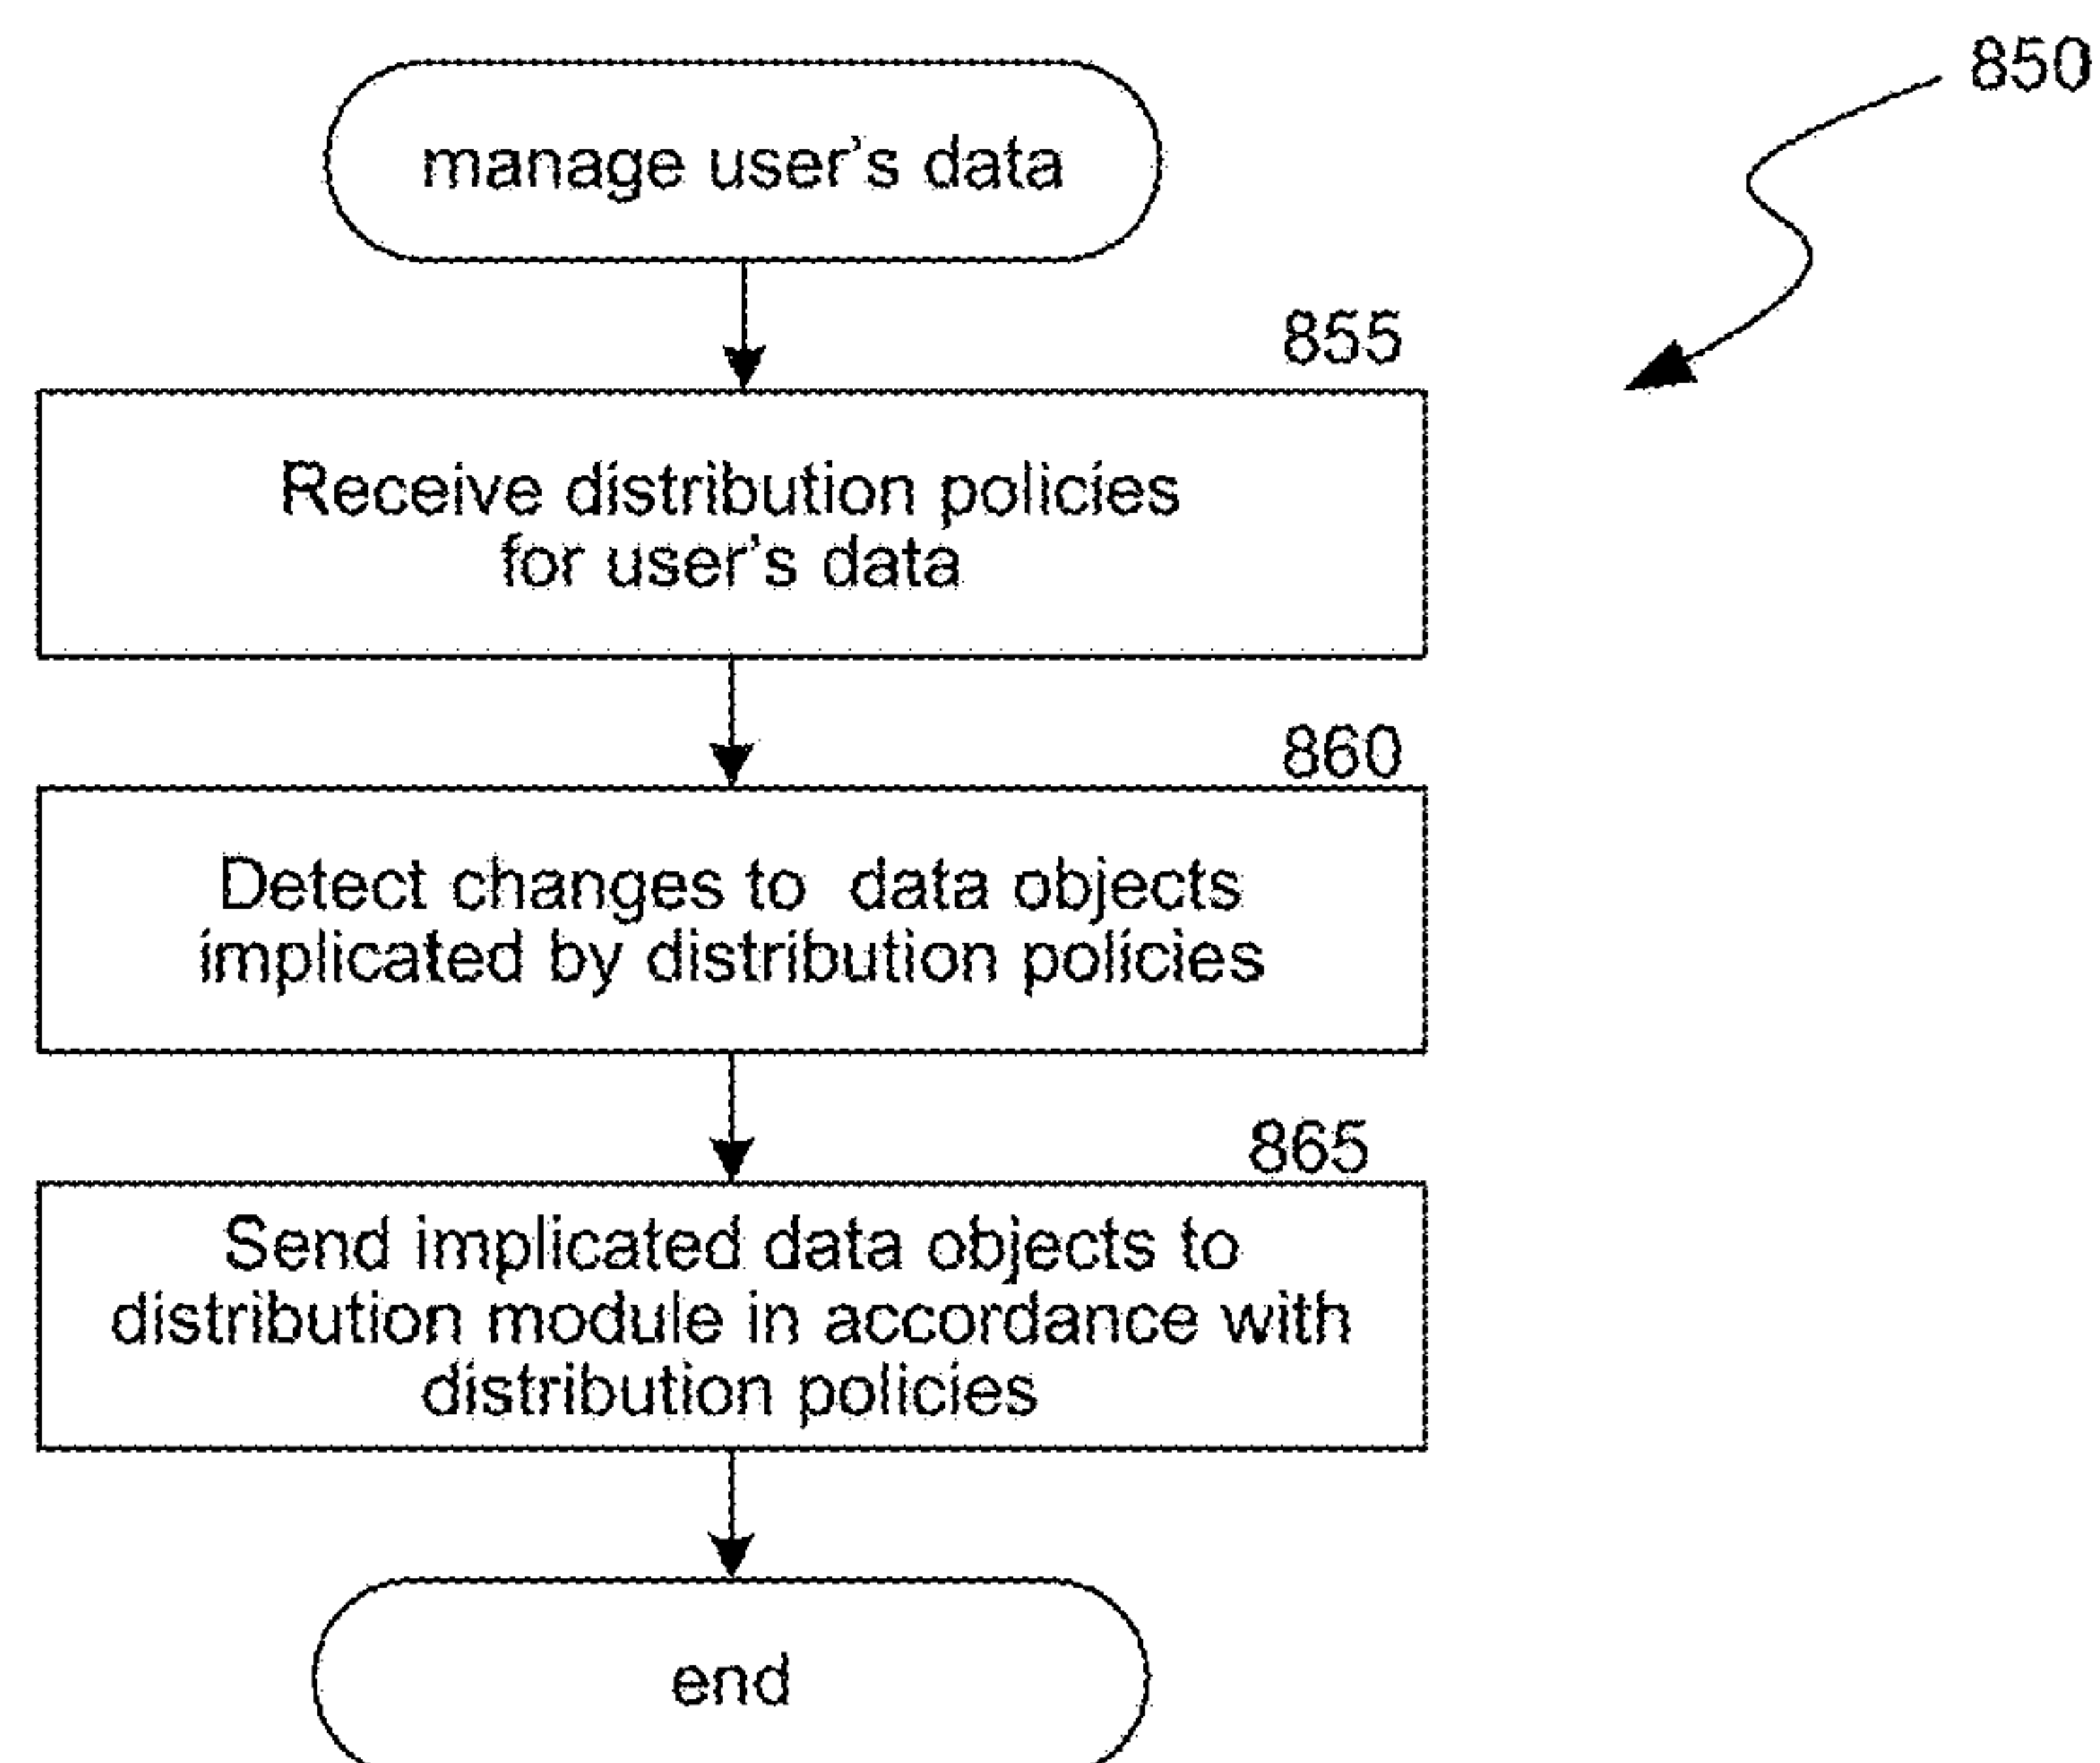 850
manage user's data
855
Receive distribution policies
for user's data
860
Detect changes to data objects
implicated by distribution policies
865
Send implicated data objects to
distribution module in accordance with
distribution policies
end